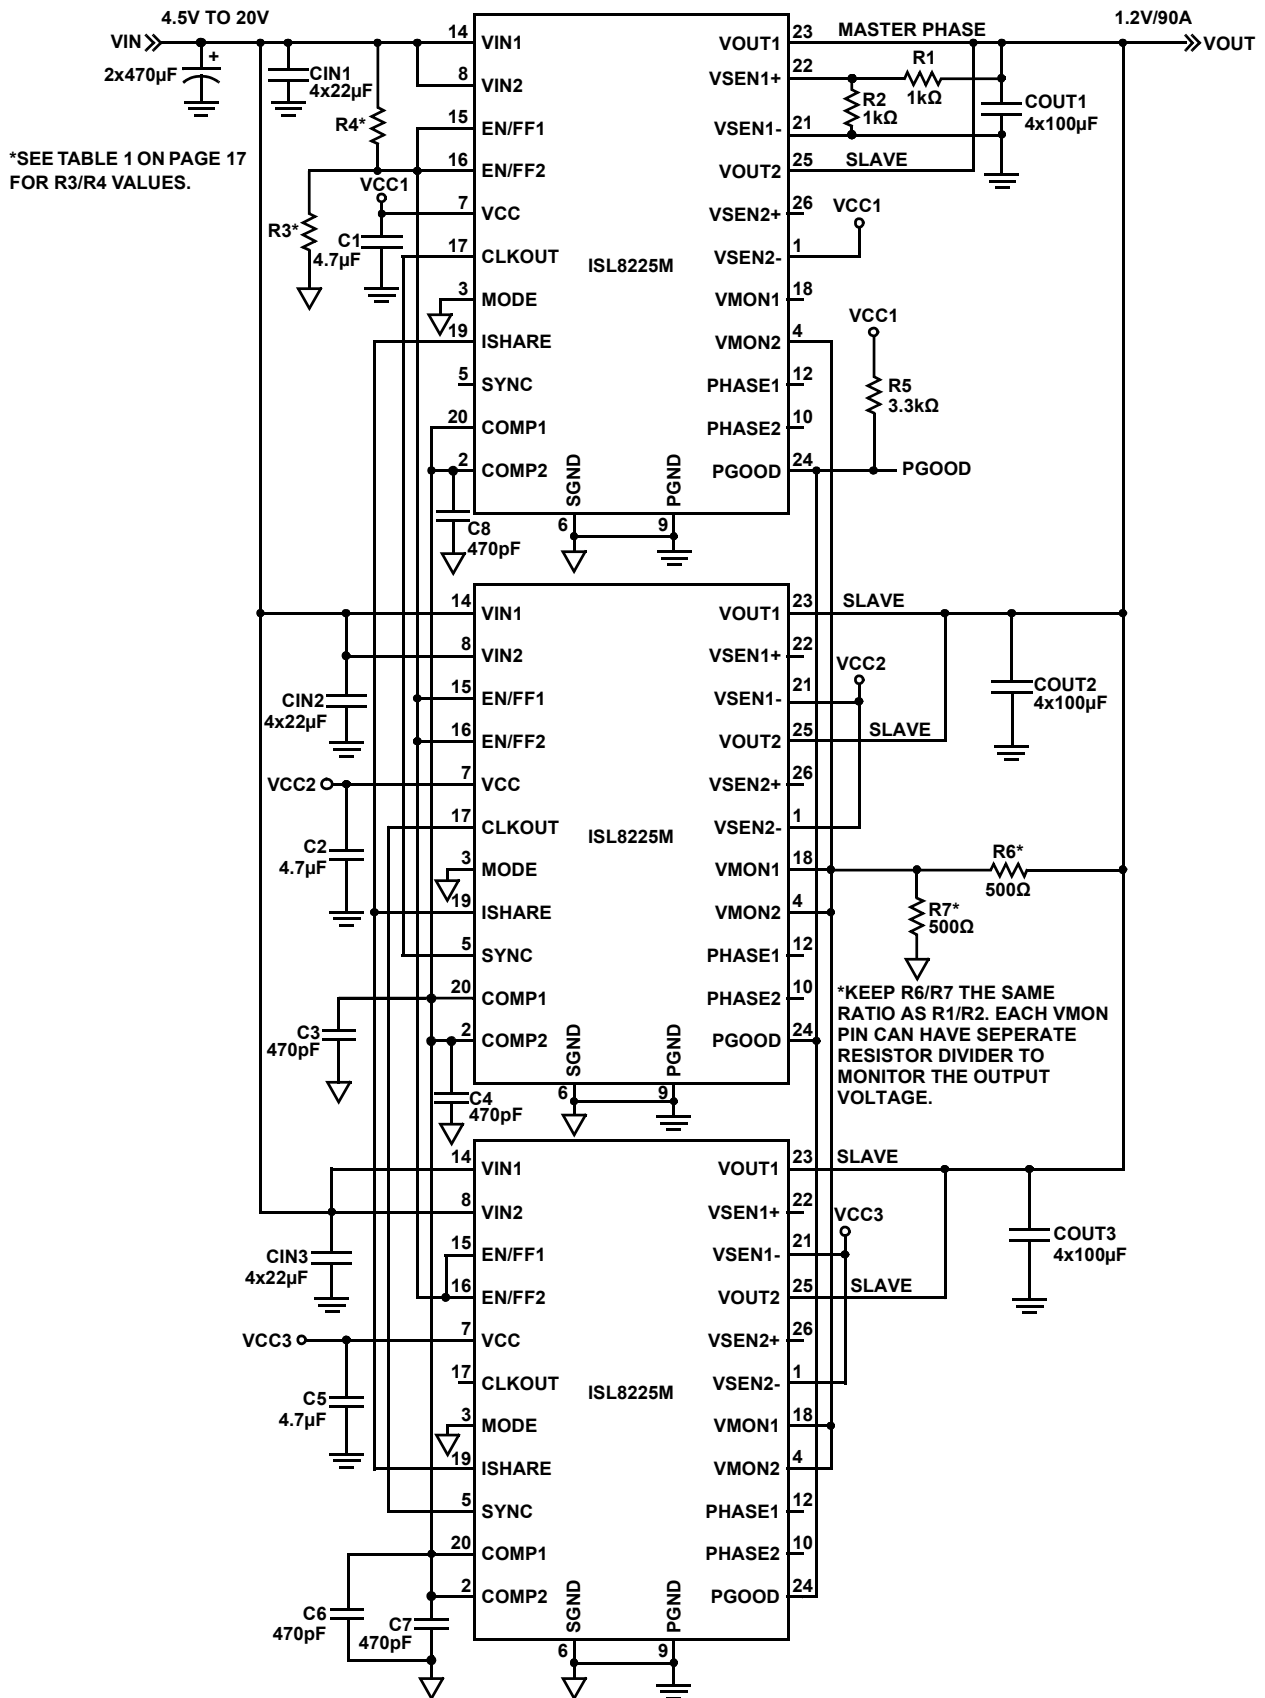 4.5V TO 20V
VIN
2x470µF
+
CIN1
4x22µF
R4*
*SEE TABLE 1 ON PAGE 17
FOR R3/R4 VALUES.
R3*
VCC1
C1
4.7µF
14 VIN1
8 VIN2
15 EN/FF1
16 EN/FF2
7 VCC
17 CLKOUT
3 MODE
19 ISHARE
5 SYNC
20 COMP1
2 COMP2
C8
470pF
ISL8225M
SGND
6
PGND
9
VOUT1 23 MASTER PHASE
VSEN1+ 22
VSEN1- 21
VOUT2 25 SLAVE
VSEN2+ 26
VSEN2- 1
VMON1 18
VMON2 4
PHASE1 12
PHASE2 10
PGOOD 24
PGOOD
R1
1kΩ
R2
1kΩ
1.2V/90A
VOUT
COUT1
4x100µF
VCC1
VCC1
R5
3.3kΩ
14 VIN1
8 VIN2
15 EN/FF1
16 EN/FF2
7 VCC
17 CLKOUT
3 MODE
19 ISHARE
5 SYNC
20 COMP1
2 COMP2
CIN2
4x22µF
VCC2
C2
4.7µF
C3
470pF
C4
470pF
ISL8225M
SGND
6
PGND
9
VOUT1 23 SLAVE
VSEN1+ 22
VSEN1- 21
VOUT2 25 SLAVE
VSEN2+ 26
VSEN2- 1
VMON1 18
VMON2 4
PHASE1 12
PHASE2 10
PGOOD 24
VCC2
COUT2
4x100µF
R6*
500Ω
R7*
500Ω
*KEEP R6/R7 THE SAME
RATIO AS R1/R2. EACH VMON
PIN CAN HAVE SEPERATE
RESISTOR DIVIDER TO
MONITOR THE OUTPUT
VOLTAGE.
14 VIN1
8 VIN2
15 EN/FF1
16 EN/FF2
7 VCC
17 CLKOUT
3 MODE
19 ISHARE
5 SYNC
20 COMP1
2 COMP2
CIN3
4x22µF
VCC3
C5
4.7µF
C6
470pF
C7
470pF
ISL8225M
SGND
6
PGND
9
VOUT1 23 SLAVE
VSEN1+ 22
VSEN1- 21
VOUT2 25 SLAVE
VSEN2+ 26
VSEN2- 1
VMON1 18
VMON2 4
PHASE1 12
PHASE2 10
PGOOD 24
VCC3
COUT3
4x100µF